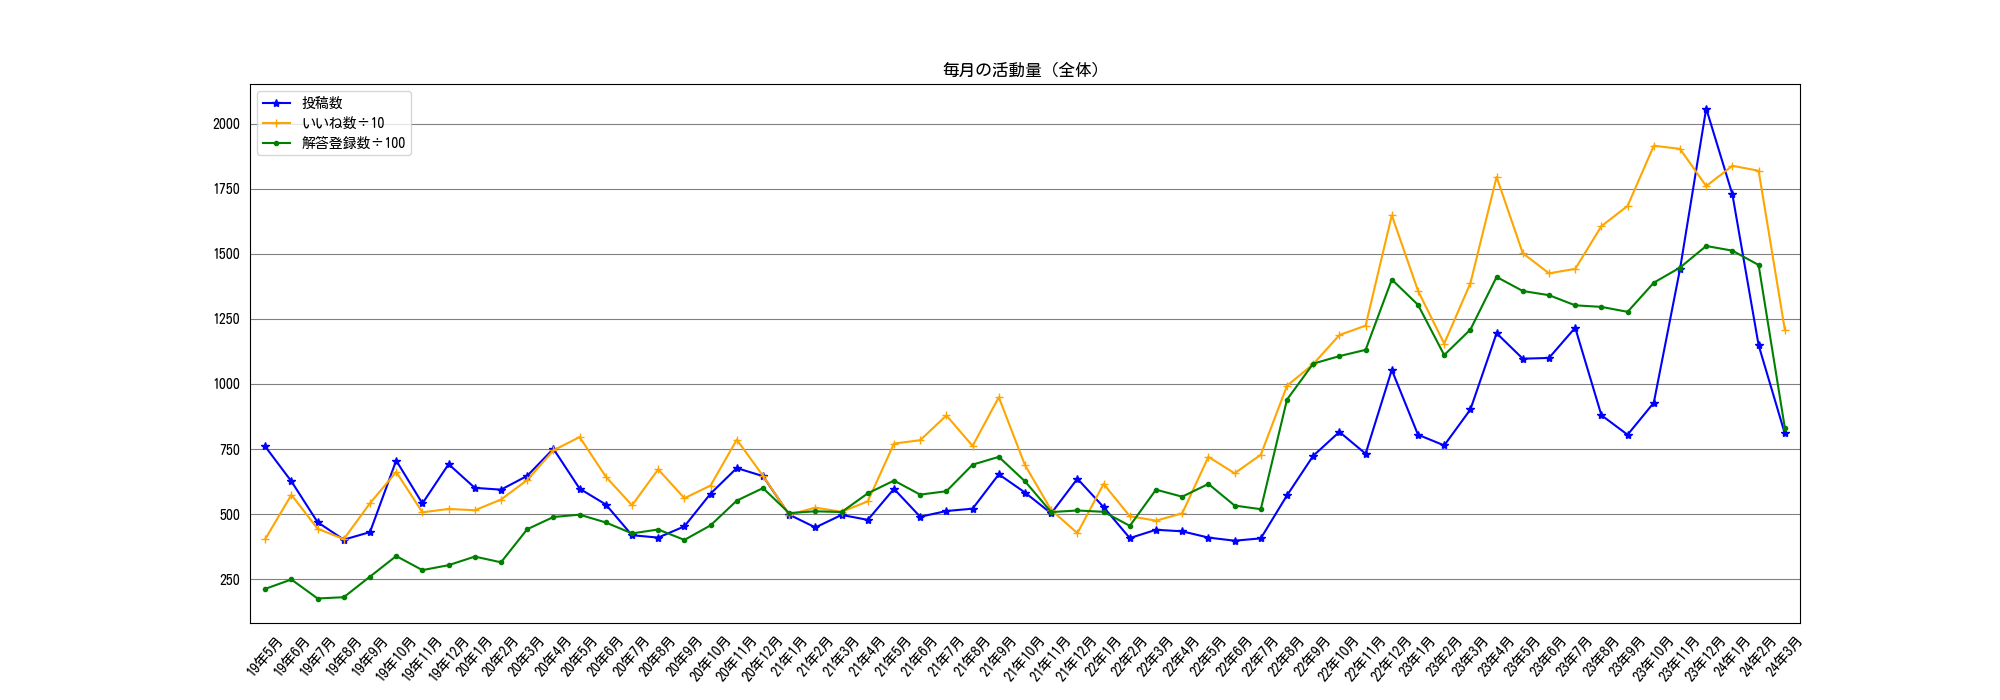 毎月の活動量（全体）
投稿数
いいね数÷10
解答登録数÷100
2000
1750
1500
1250
1000
750
500
250
19年5月
19年6月
19年7月
19年8月
19年9月
19年10月
19年11月
19年12月
20年1月
20年2月
20年3月
20年4月
20年5月
20年6月
20年7月
20年8月
20年9月
20年10月
20年11月
20年12月
21年1月
21年2月
21年3月
21年4月
21年5月
21年6月
21年7月
21年8月
21年9月
21年10月
21年11月
21年12月
22年1月
22年2月
22年3月
22年4月
22年5月
22年6月
22年7月
22年8月
22年9月
22年10月
22年11月
22年12月
23年1月
23年2月
23年3月
23年4月
23年5月
23年6月
23年7月
23年8月
23年9月
23年10月
23年11月
23年12月
24年1月
24年2月
24年3月